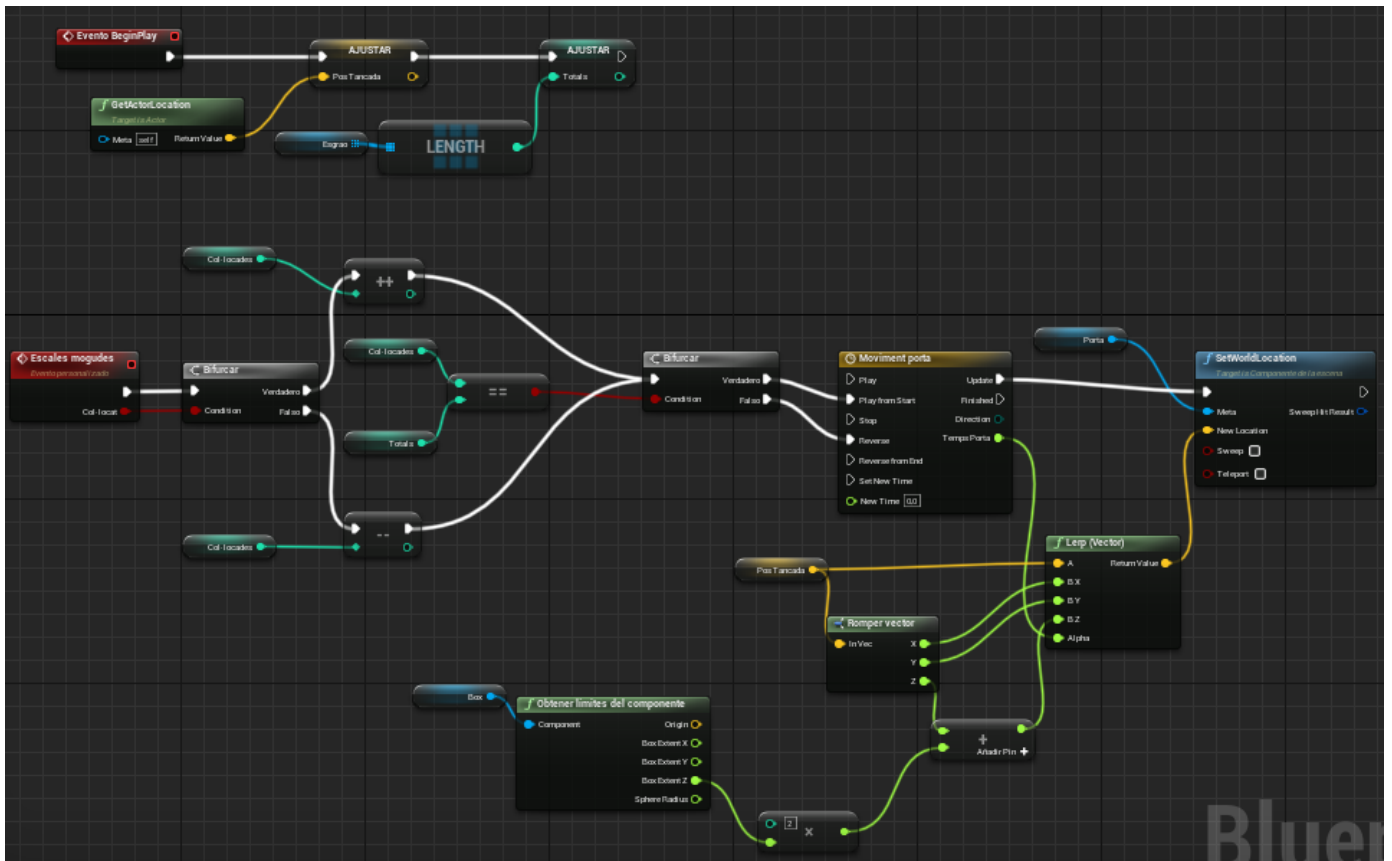 Evento BeginPlay
AJUSTAR
Pos Tancada
AJUSTAR
Totals
GetActorLocation
Target is Actor
Meta self Return Value
Esgrao
LENGTH
Col·locades
++
Escales mogudes
Evento personalizado
Col·locat
Bifurcar
Verdadero
Condition Falso
Col·locades
==
Totals
Col·locades
--
Bifurcar
Verdadero
Condition Falso
Moviment porta
Play Update
Play from Start Finished
Stop Direction
Reverse Temps Porta
Reverse from End
Set New Time
New Time 0,0
Porta
SetWorldLocation
Target is Componente de la escena
Meta Sweep Hit Result
New Location
Sweep
Teleport
Pos Tancada
Lerp (Vector)
A Return Value
B X
B Y
B Z
Alpha
Romper vector
In Vec X
Y
Z
Box
Obtener límites del componente
Component Origin
Box Extent X
Box Extent Y
Box Extent Z
Sphere Radius
+
Añadir Pin +
2
×